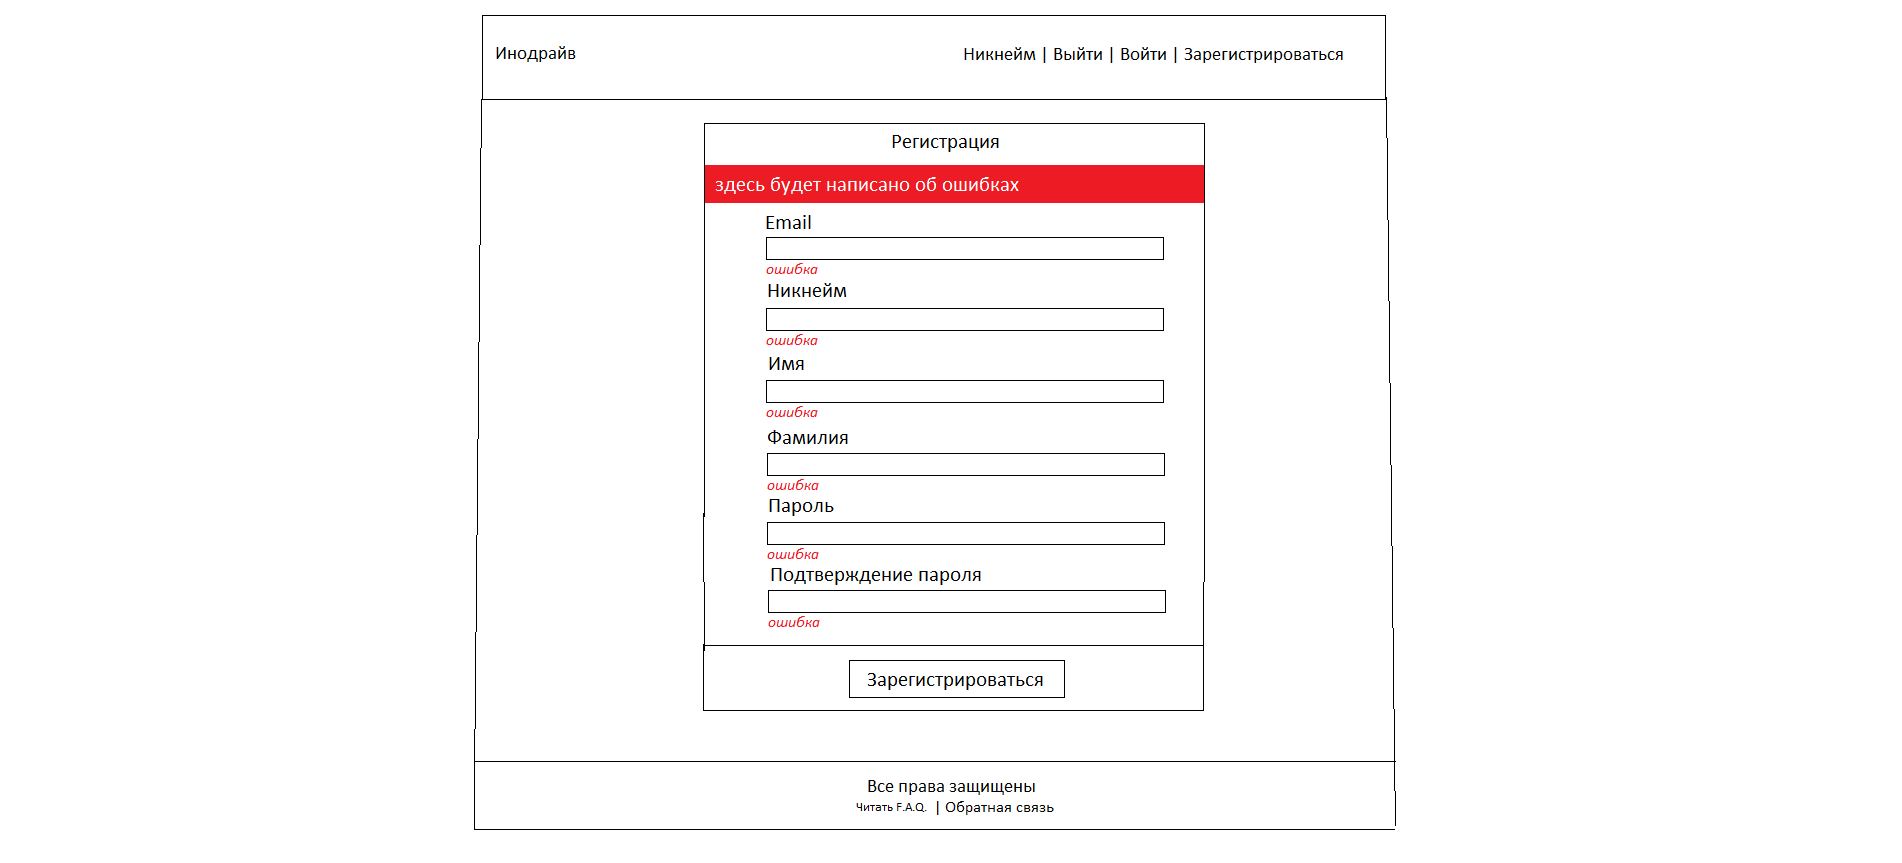 Инодрайв
Никнейм | Выйти | Войти | Зарегистрироваться
Регистрация
здесь будет написано об ошибках
Email
ошибка
Никнейм
ошибка
Имя
ошибка
Фамилия
ошибка
Пароль
ошибка
Подтверждение пароля
ошибка
Зарегистрироваться
Все права защищены
Читать F.A.Q. | Обратная связь